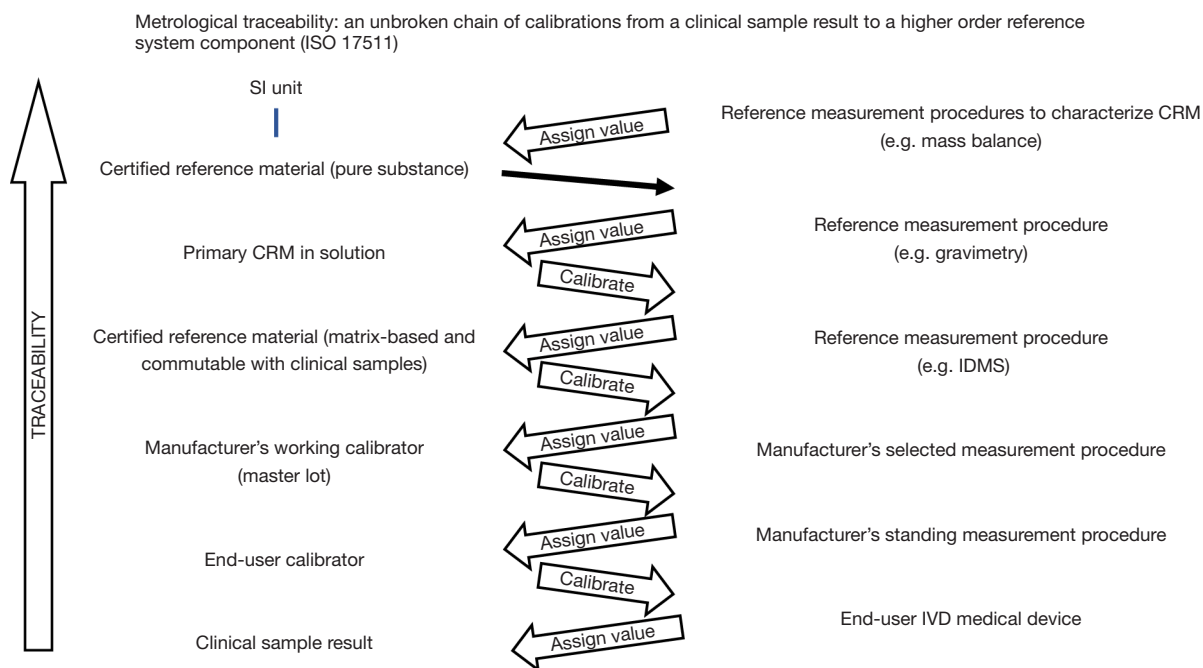 Metrological traceability: an unbroken chain of calibrations from a clinical sample result to a higher order reference
system component (ISO 17511)
SI unit
Reference measurement procedures to characterize CRM
(e.g. mass balance)
Assign value
Certified reference material (pure substance)
Assign value
Reference measurement procedure
(e.g. gravimetry)
Primary CRM in solution
Calibrate
Assign value
Certified reference material (matrix-based and
commutable with clinical samples)
Reference measurement procedure
(e.g. IDMS)
Calibrate
TRACEABILITY
Assign value
Manufacturer’s working calibrator
(master lot)
Manufacturer’s selected measurement procedure
Calibrate
Assign value
Manufacturer’s standing measurement procedure
End-user calibrator
Calibrate
End-user IVD medical device
Assign value
Clinical sample result